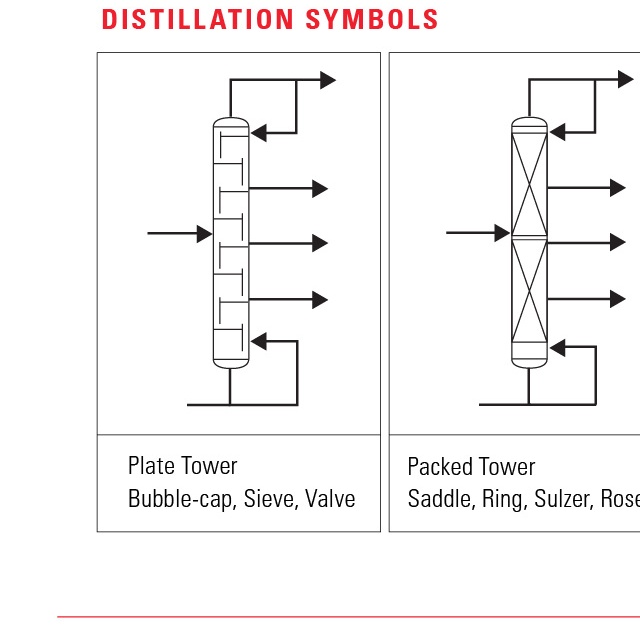 DISTILLATION SYMBOLS
Plate Tower
Bubble-cap, Sieve, Valve
Packed Tower
Saddle, Ring, Sulzer,